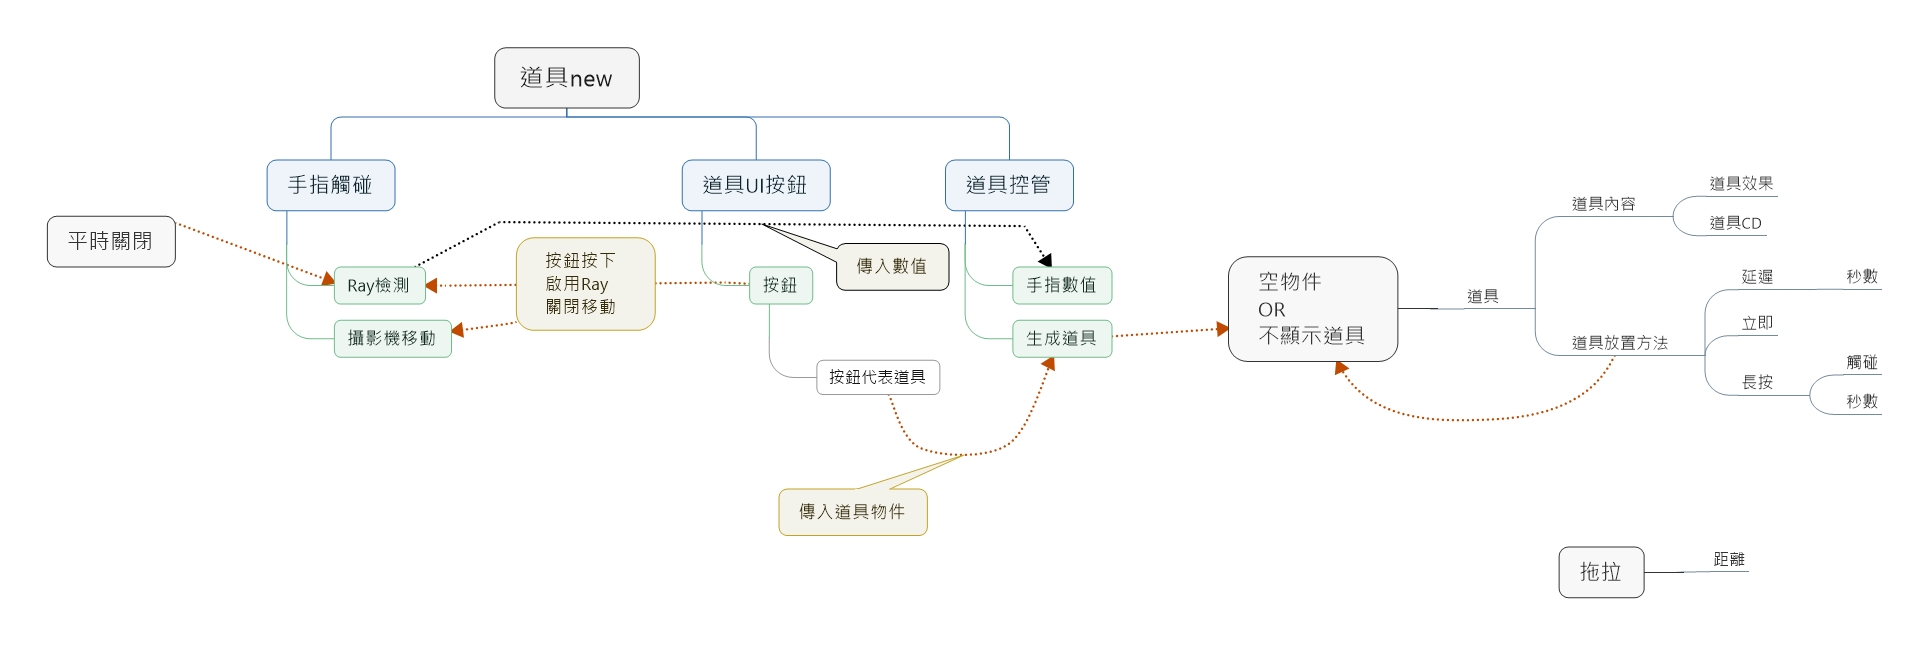 道具new
手指觸碰
道具UI按鈕
道具控管
平時關閉
Ray檢測
攝影機移動
按鈕按下
啟用Ray
關閉移動
按鈕
傳入數值
手指數值
生成道具
按鈕代表道具
傳入道具物件
空物件
OR
不顯示道具
道具
道具內容
道具效果
道具CD
道具放置方法
延遲
秒數
立即
長按
觸碰
秒數
拖拉
距離